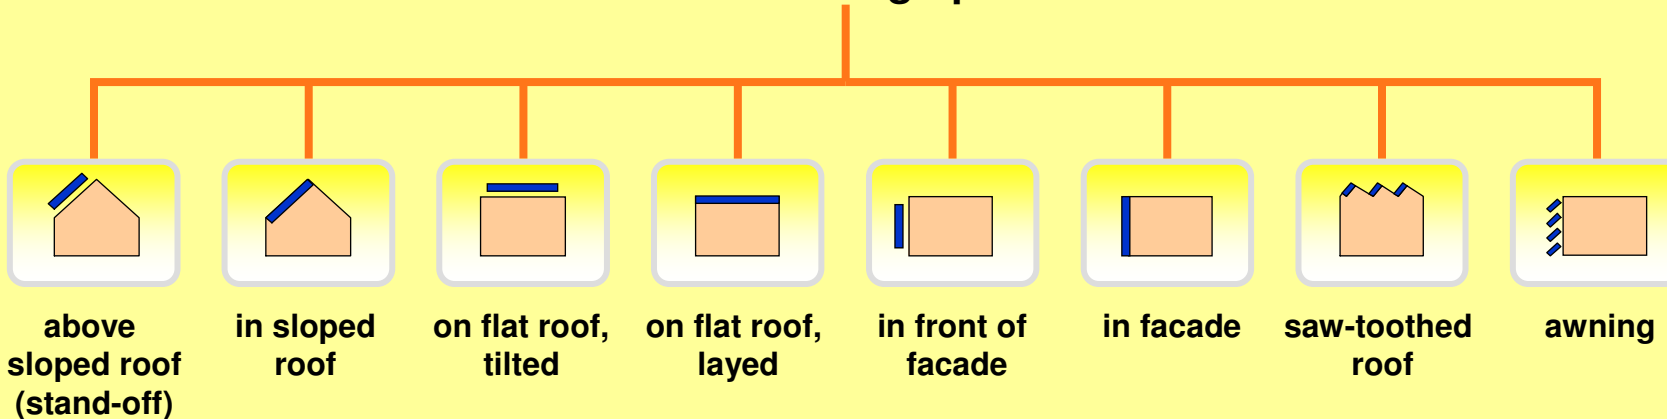 above
sloped roof
(stand-off)
in sloped
roof
on flat roof,
tilted
on flat roof,
layed
in front of
facade
in facade
saw-toothed
roof
awning